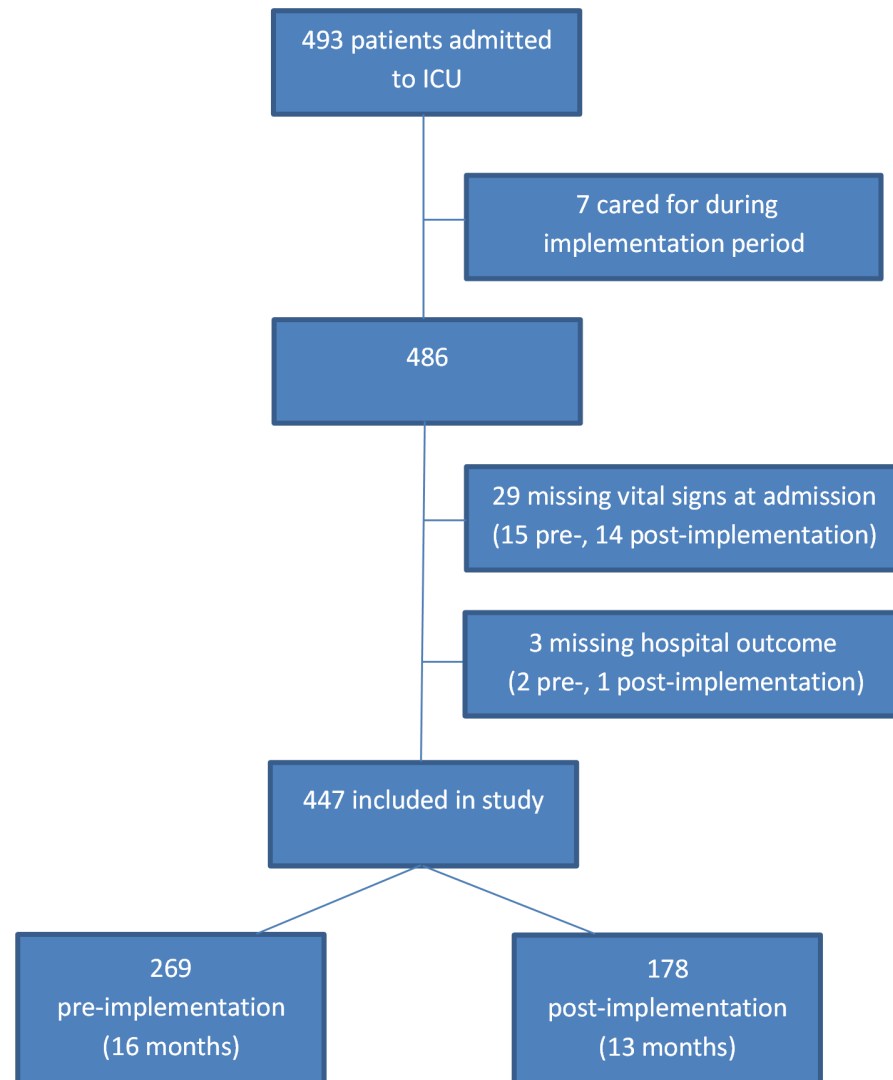 493 patients admitted
to ICU
7 cared for during
implementation period
486
29 missing vital signs at admission
(15 pre-, 14 post-implementation)
3 missing hospital outcome
(2 pre-, 1 post-implementation)
447 included in study
269
pre-implementation
(16 months)
178
post-implementation
(13 months)